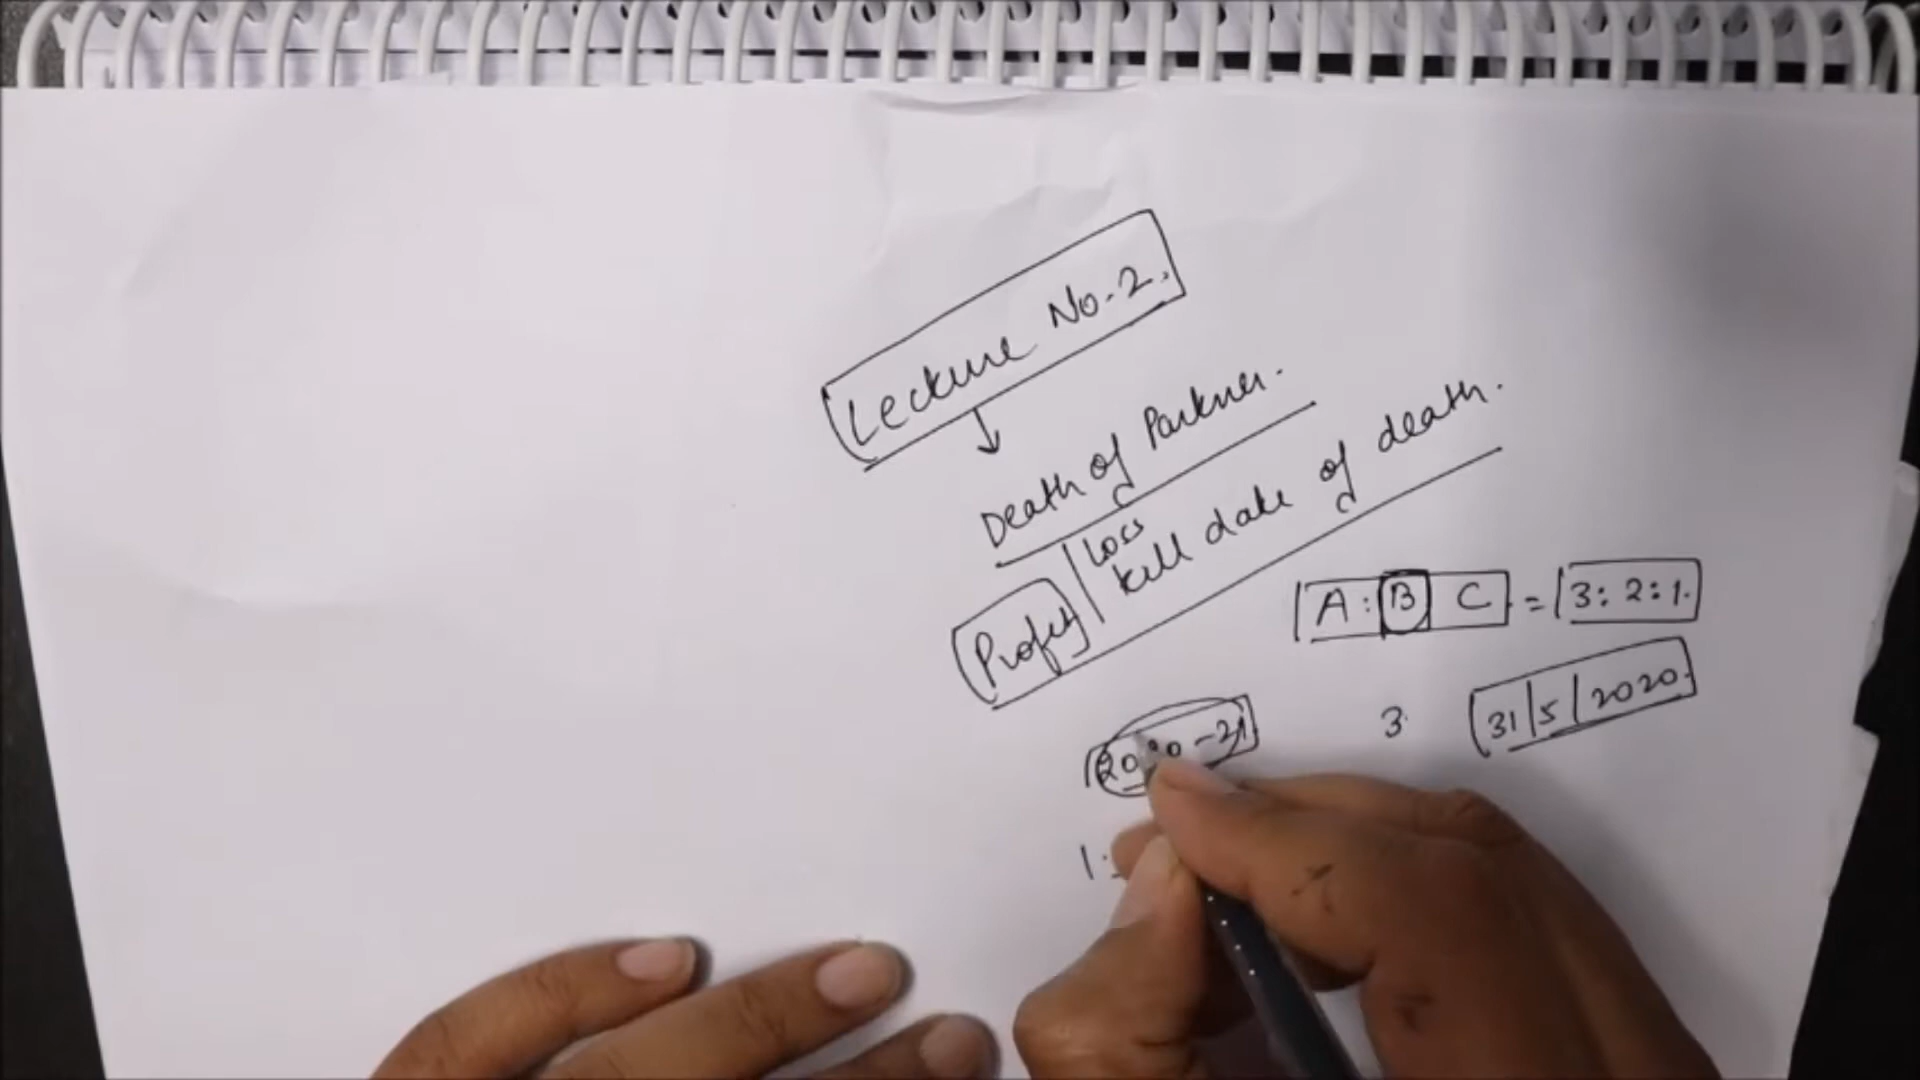 Lecture No. 2.
↓
Death of Partner.
Profit | Loss till date of death.
A : B C = 3 : 2 : 1.
2020 - 21 3. 31 | 5 | 2020.
1.